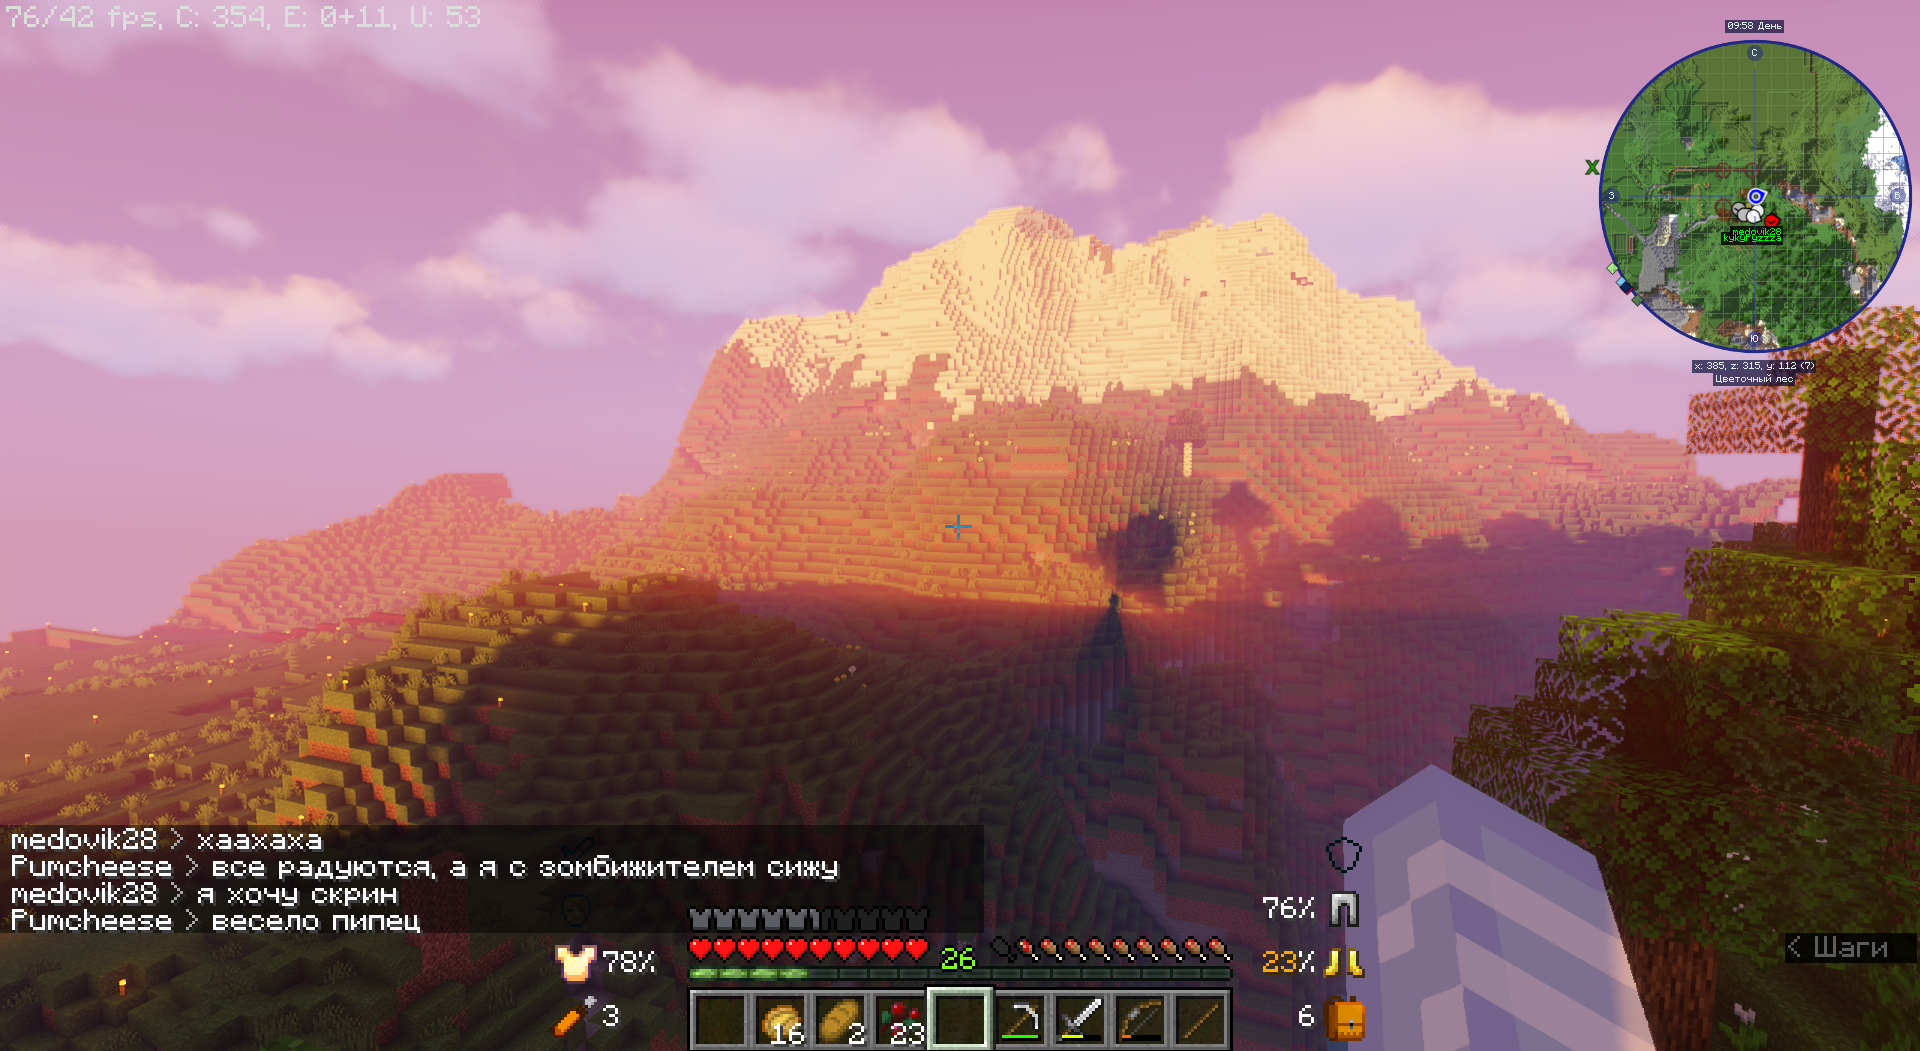 76/42 fps, C: 354, E: 0+11, U: 53
09:58 День
С
X
З
В
medovik28
kykyryzzza
Ю
x: 385, z: 315, y: 112 (7)
Цветочный лес
medovik28 > хаахаха
Pumcheese > все радуются, а я с зомбижителем сижу
medovik28 > я хочу скрин
Pumcheese > весело пипец
< Шаги
78%
76%
26
23%
3
6
16
2
23